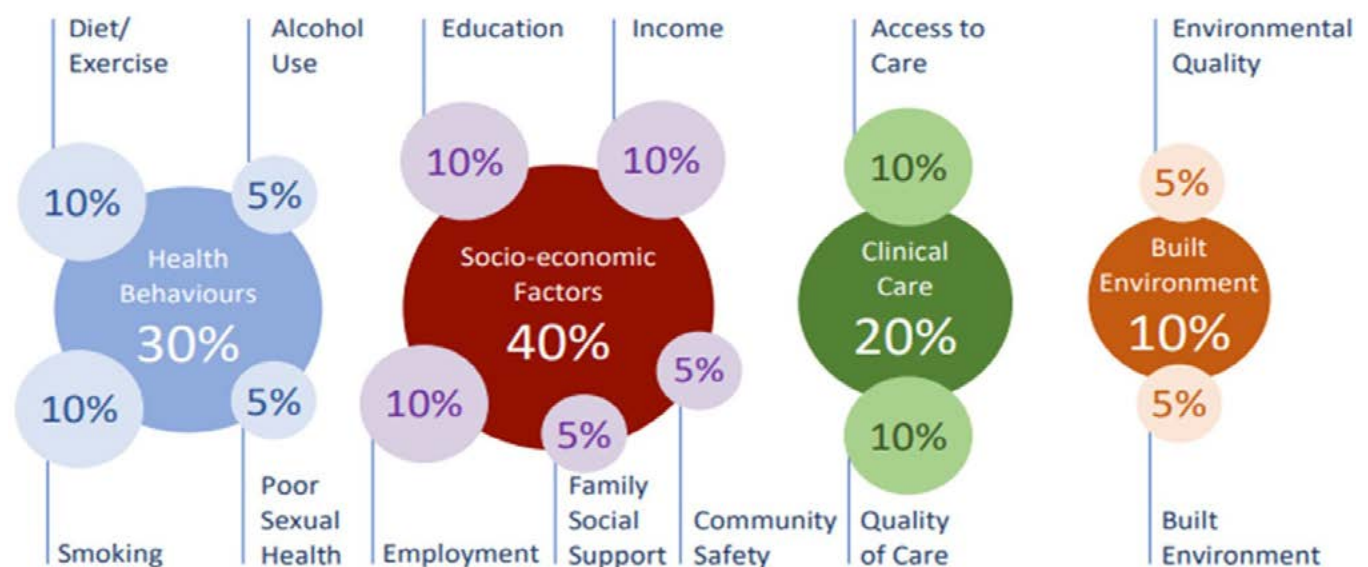 Diet/
Exercise
Alcohol
Use
Education
Income
Access to
Care
Environmental
Quality
10%
5%
10%
10%
10%
5%
Health
Behaviours
30%
Socio-economic
Factors
40%
Clinical
Care
20%
Built
Environment
10%
10%
5%
10%
5%
5%
10%
5%
Smoking
Poor
Sexual
Health
Employment
Family
Social
Support
Community
Safety
Quality
of Care
Built
Environment